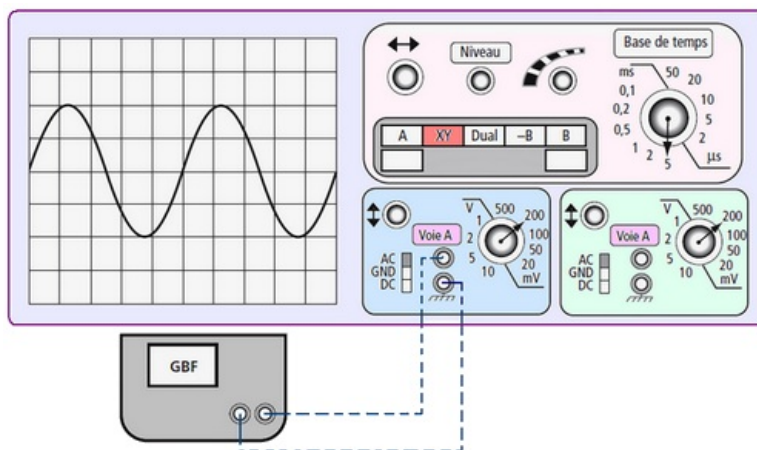 Niveau
Base de temps
ms
50
20
0,1
10
0,2
5
0,5
2
1
2
5
µs
A
XY
Dual
–B
B
Voie A
AC
GND
DC
V
500
1
200
2
100
50
5
20
10
mV
Voie A
AC
GND
DC
V
500
1
200
2
100
50
5
20
10
mV
GBF